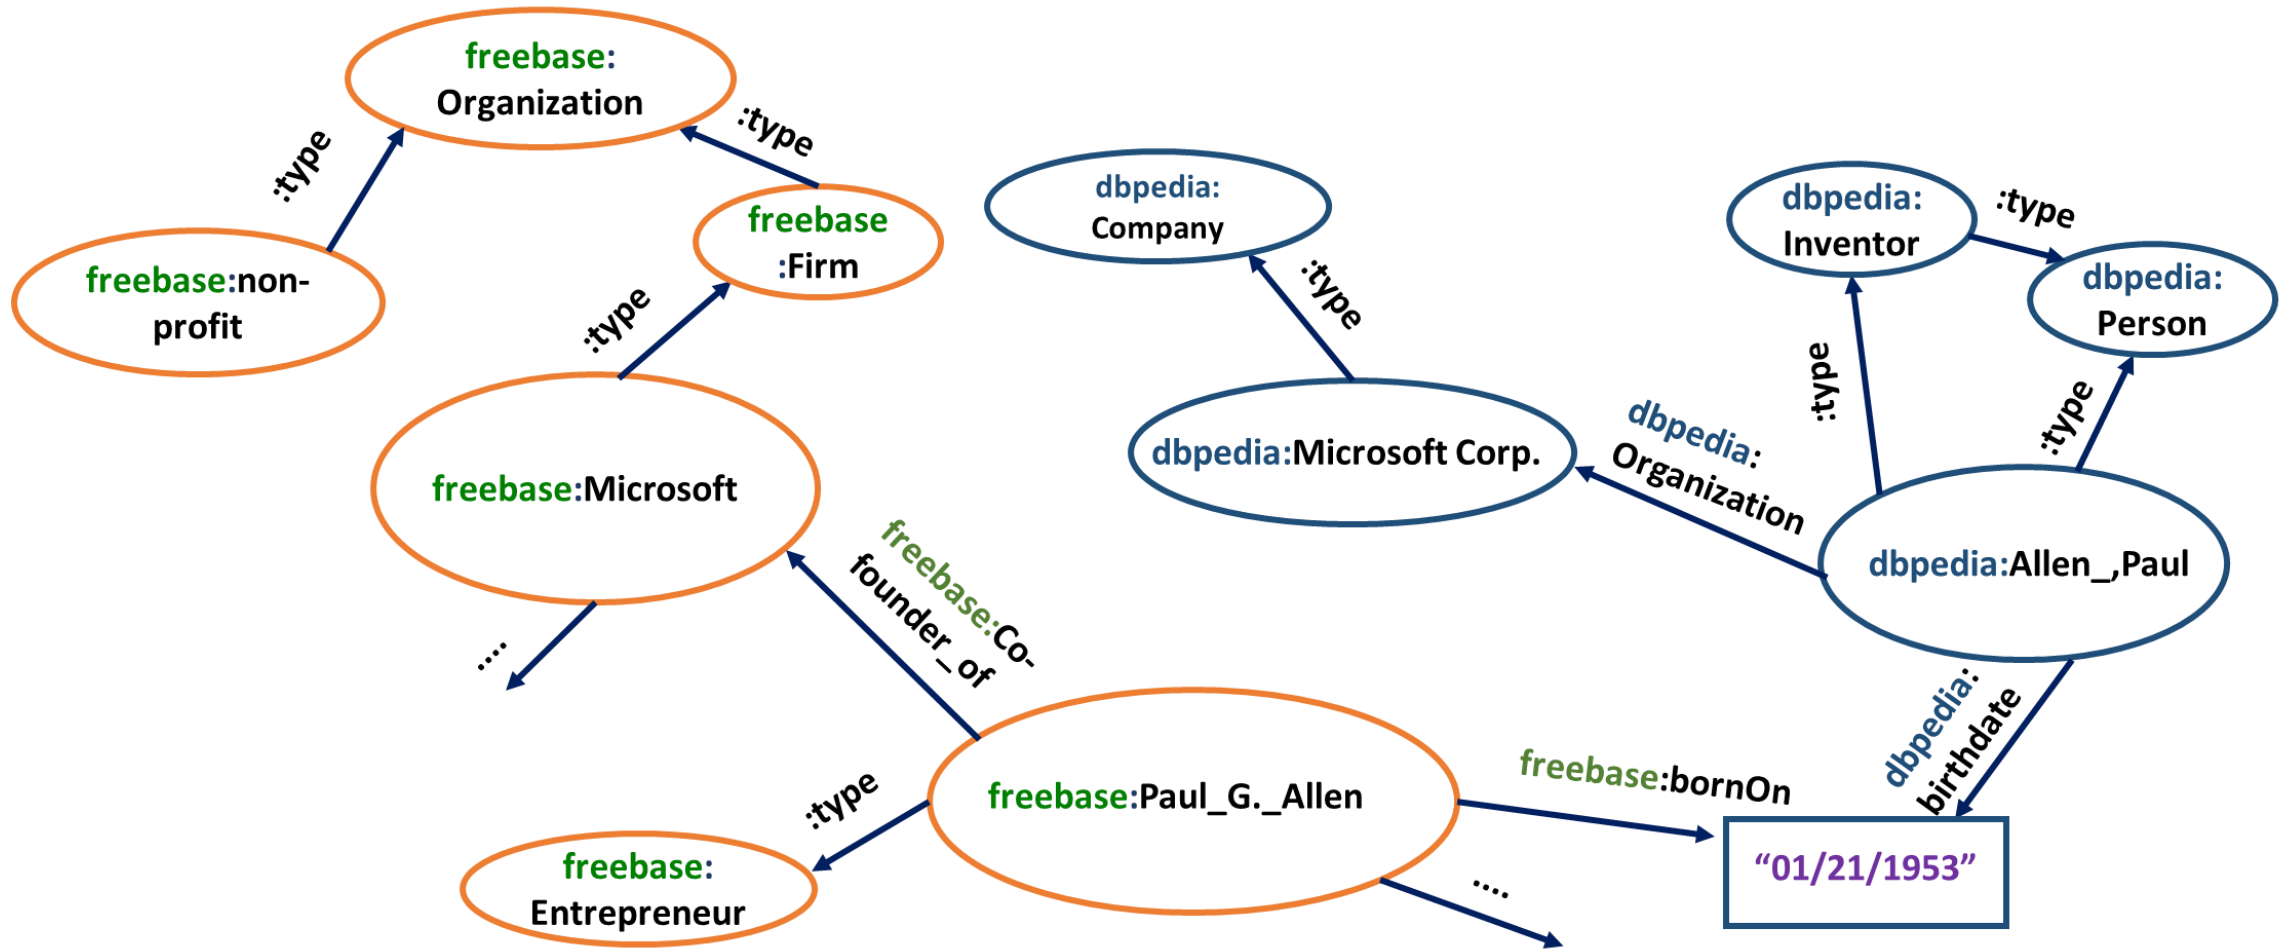 freebase:
Organization
:type
:type
freebase:non-
profit
freebase
:Firm
:type
freebase:Microsoft
....
freebase:Co-
founder_of
dbpedia:
Company
:type
dbpedia:Microsoft Corp.
dbpedia:
Organization
dbpedia:
Inventor
:type
dbpedia:
Person
:type
:type
dbpedia:Allen_,Paul
dbpedia:
birthdate
freebase:Paul_G._Allen
:type
freebase:
Entrepreneur
freebase:bornOn
“01/21/1953”
....